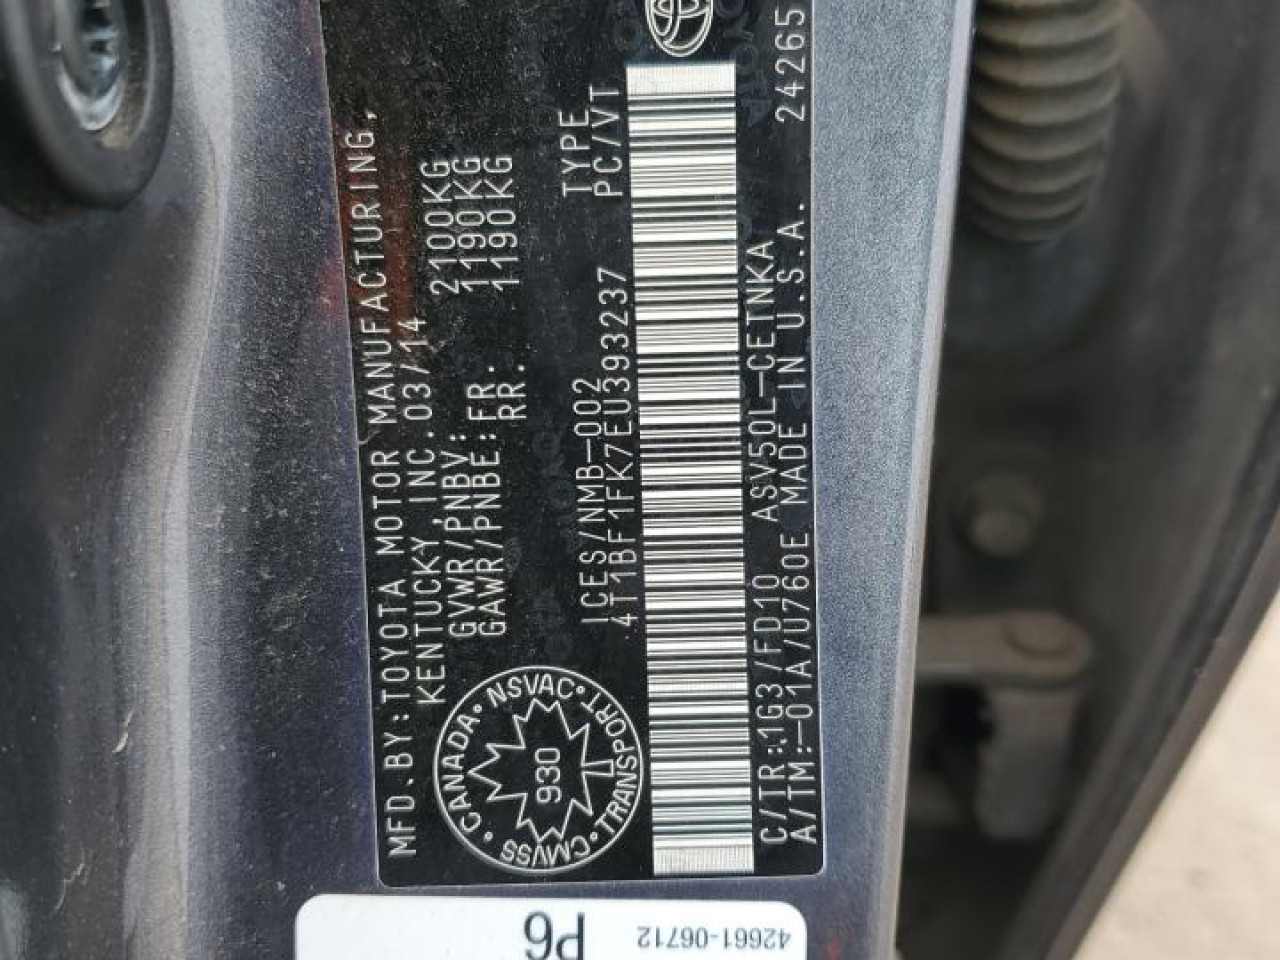 MFD.BY:TOYOTA MOTOR MANUFACTURING,
KENTUCKY, INC. 03/14
GVWR/PNBV: 2100KG
GAWR/PNBE: FR. 1190KG
RR. 1190KG
CANADA • NSVAC • TRANSPORT • CMVSS •
930
ICES/NMB-002 TYPE
4T1BF1FK7EU393237 PC/VT
C/TR:1G3/FD10 ASV50L-CETNKA
A/TM:-01A/U760E MADE IN U.S.A. 24265
P6
42661-06712